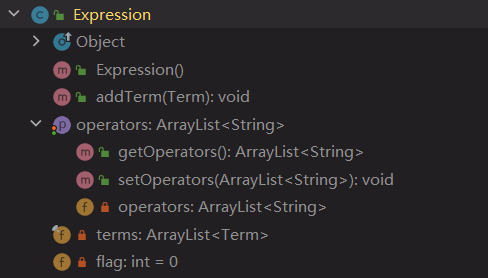 Expression
Object
Expression()
addTerm(Term): void
operators: ArrayList<String>
getOperators(): ArrayList<String>
setOperators(ArrayList<String>): void
operators: ArrayList<String>
terms: ArrayList<Term>
flag: int = 0